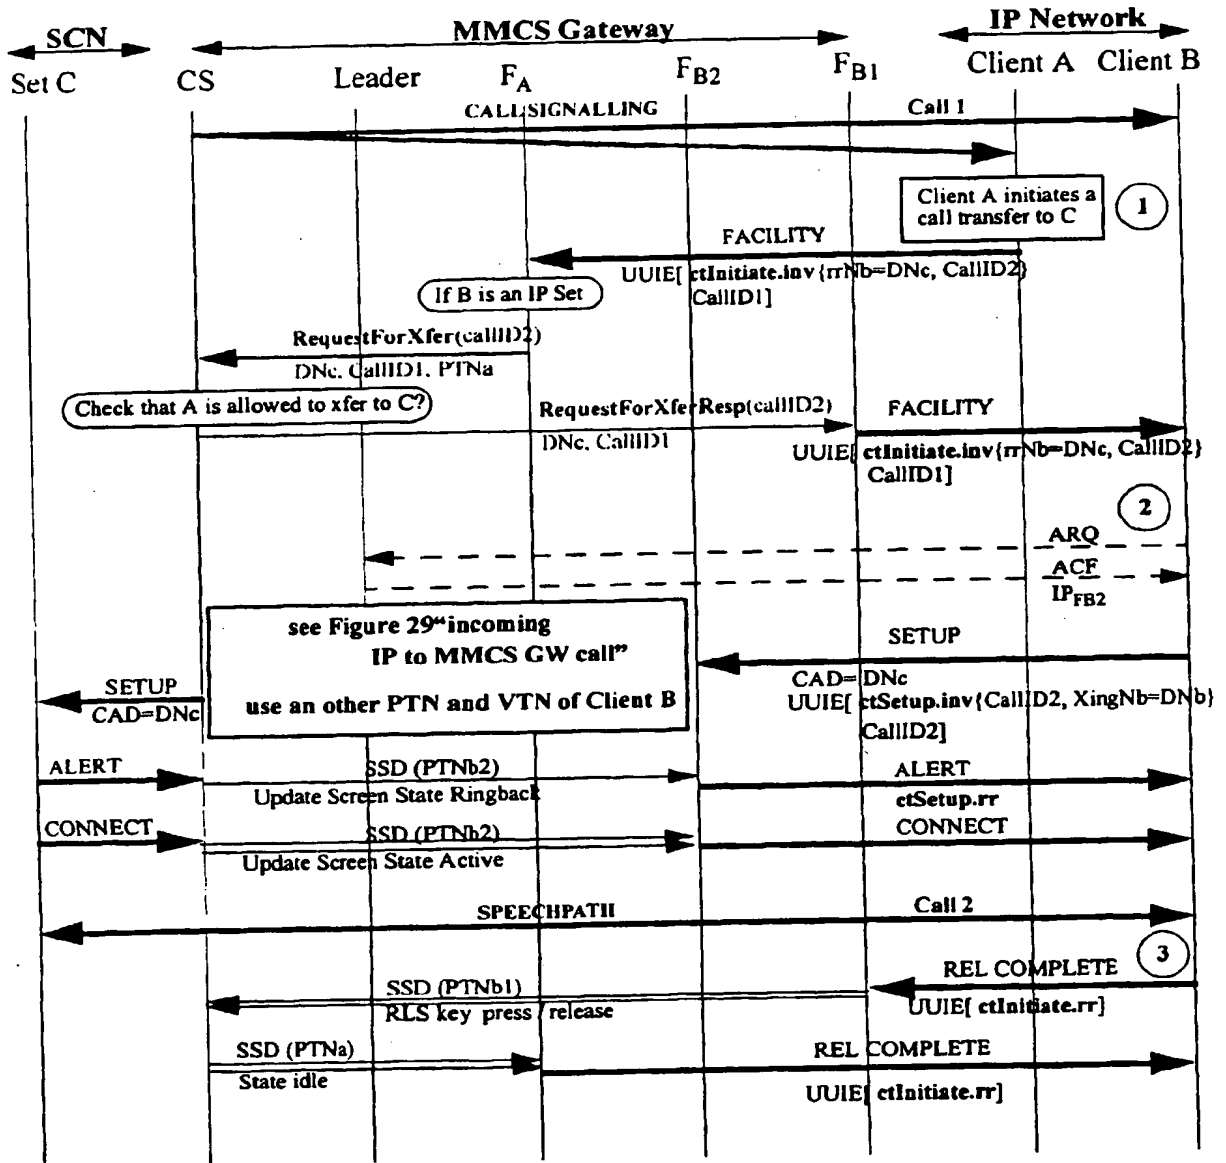 SCN
MMCS Gateway
IP Network
Set C
CS
Leader
FA
FB2
FB1
Client A
Client B
CALL SIGNALLING
Call 1
Client A initiates a
call transfer to C
1
FACILITY
UUIE[ ctInitiate.inv{rrNb=DNc, CallID2}
CallID1]
If B is an IP Set
RequestForXfer(callID2)
DNc, CallID1, PTNa
Check that A is allowed to xfer to C?
RequestForXferResp(callID2)
DNc, CallID1
FACILITY
UUIE[ ctInitiate.inv{rrNb=DNc, CallID2}
CallID1]
2
ARQ
ACF
IPFB2
see Figure 29“incoming
IP to MMCS GW call”
use an other PTN and VTN of Client B
SETUP
CAD=DNc
UUIE[ ctSetup.inv{CallID2, XingNb=DNb}
CallID2]
SETUP
CAD=DNc
ALERT
SSD (PTNb2)
Update Screen State Ringback
ALERT
ctSetup.rr
CONNECT
SSD (PTNb2)
Update Screen State Active
CONNECT
SPEECHPATH
Call 2
3
REL COMPLETE
UUIE[ ctInitiate.rr]
SSD (PTNb1)
RLS key press / release
SSD (PTNa)
State idle
REL COMPLETE
UUIE[ ctInitiate.rr]